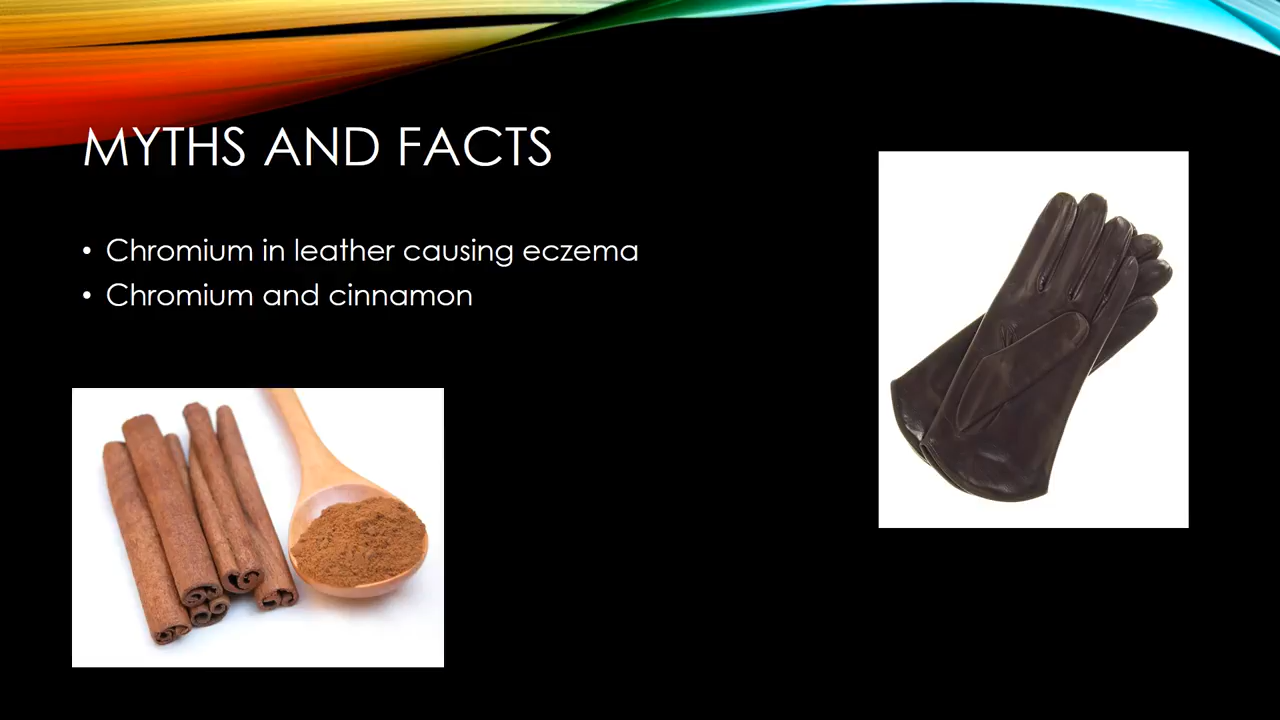 MYTHS AND FACTS
• Chromium in leather causing eczema
• Chromium and cinnamon